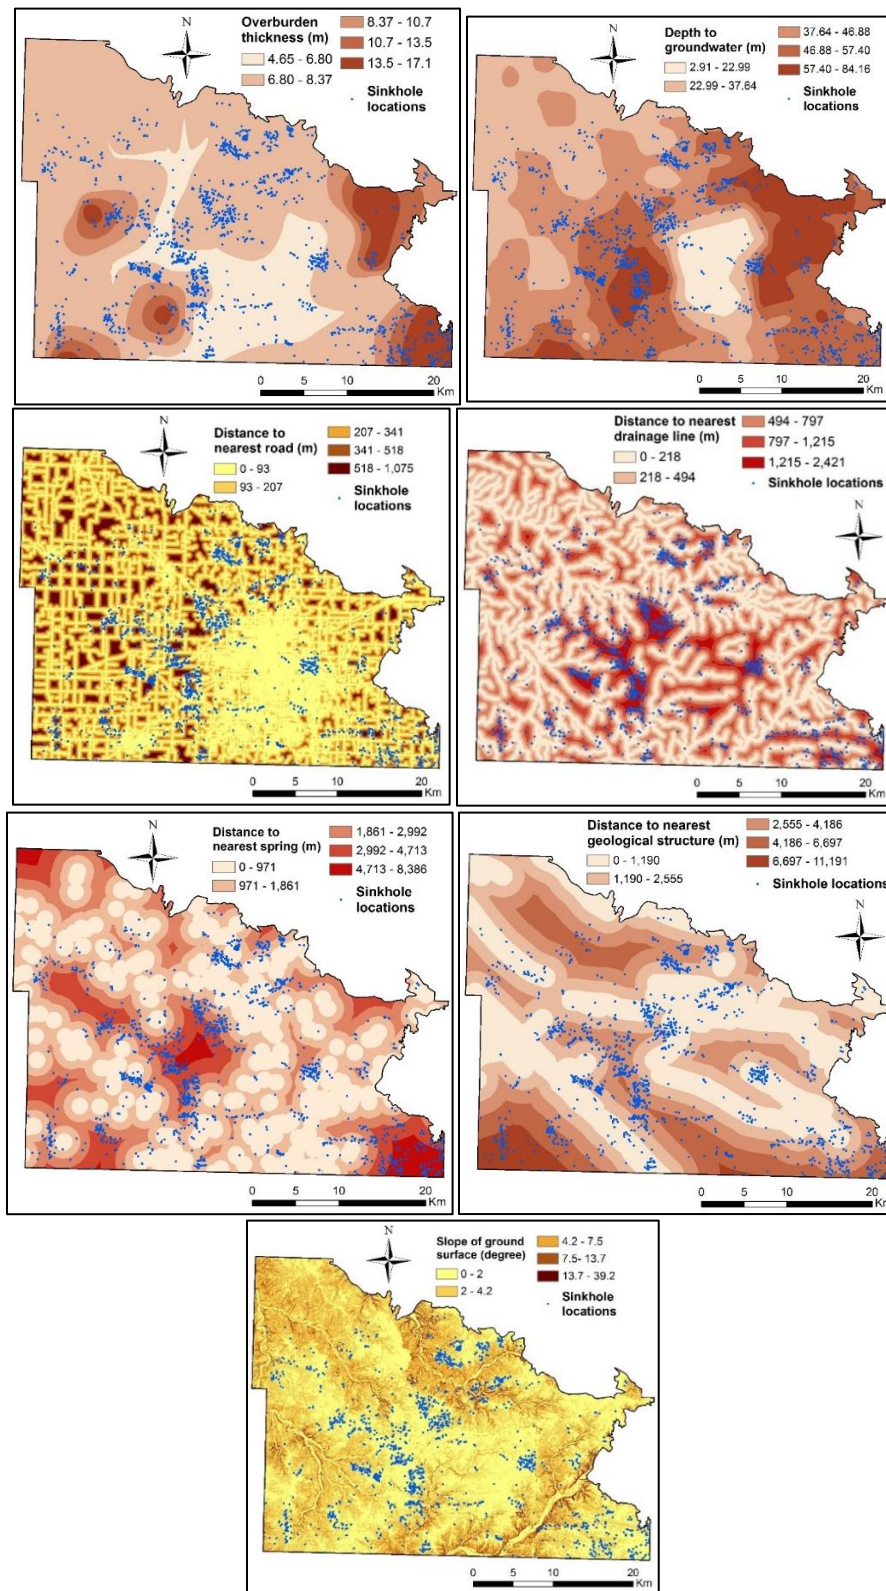 Overburden
thickness (m)
4.65 - 6.80
6.80 - 8.37
8.37 - 10.7
10.7 - 13.5
13.5 - 17.1
Sinkhole
locations
N
0 5 10 20
Km
Depth to
groundwater (m)
2.91 - 22.99
22.99 - 37.64
37.64 - 46.88
46.88 - 57.40
57.40 - 84.16
Sinkhole
locations
N
0 5 10 20
Km
Distance to
nearest road (m)
0 - 93
93 - 207
207 - 341
341 - 518
518 - 1,075
Sinkhole
locations
N
0 5 10 20
Km
Distance to nearest
drainage line (m)
0 - 218
218 - 494
494 - 797
797 - 1,215
1,215 - 2,421
Sinkhole locations
N
0 5 10 20
Km
Distance to
nearest spring (m)
0 - 971
971 - 1,861
1,861 - 2,992
2,992 - 4,713
4,713 - 8,386
Sinkhole
locations
N
0 5 10 20
Km
Distance to nearest
geological structure (m)
0 - 1,190
1,190 - 2,555
2,555 - 4,186
4,186 - 6,697
6,697 - 11,191
Sinkhole locations
N
0 5 10 20
Km
Slope of ground
surface (degree)
0 - 2
2 - 4.2
4.2 - 7.5
7.5- 13.7
13.7 - 39.2
Sinkhole
locations
N
0 5 10 20
Km